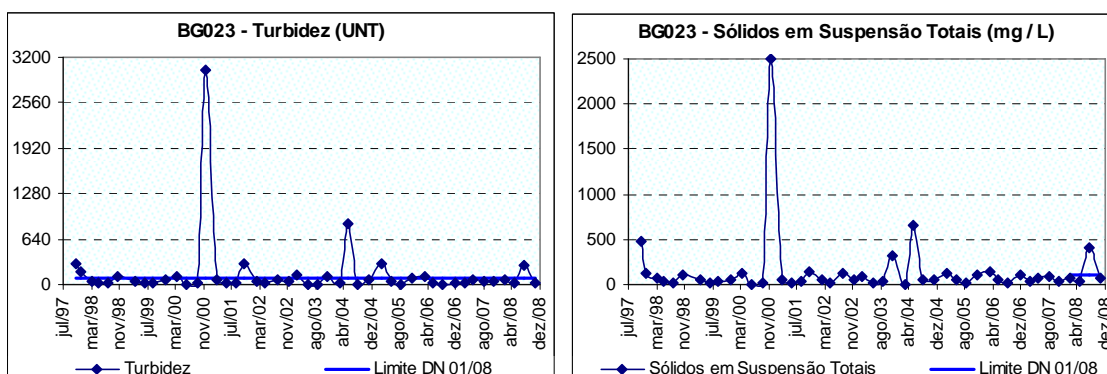 BG023 - Turbidez (UNT)
3200
2560
1920
1280
640
0
jul/97
mar/98
nov/98
jul/99
mar/00
nov/00
jul/01
mar/02
nov/02
ago/03
abr/04
dez/04
ago/05
abr/06
dez/06
ago/07
abr/08
dez/08
Turbidez
Limite DN 01/08
BG023 - Sólidos em Suspensão Totais (mg / L)
2500
2000
1500
1000
500
0
jul/97
mar/98
nov/98
jul/99
mar/00
nov/00
jul/01
mar/02
nov/02
ago/03
abr/04
dez/04
ago/05
abr/06
dez/06
ago/07
abr/08
dez/08
Sólidos em Suspensão Totais
Limite DN 01/08